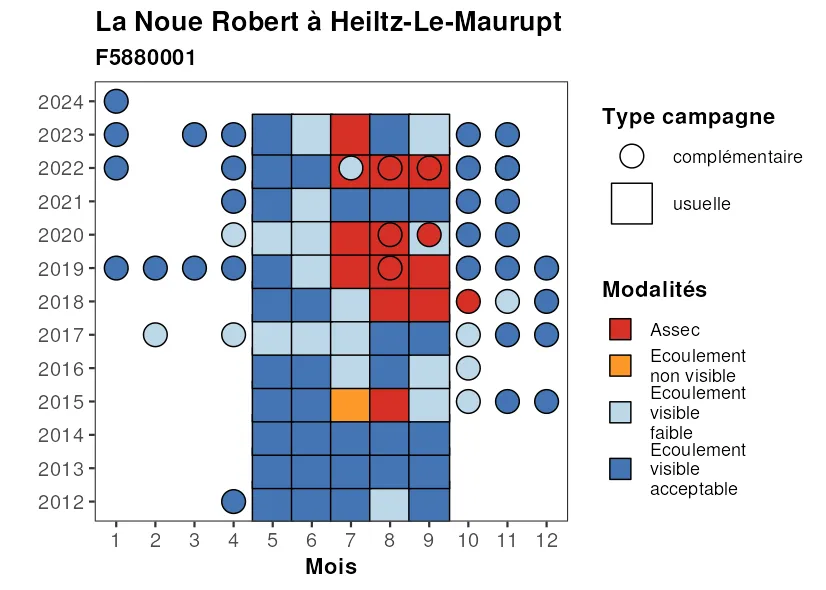 La Noue Robert à Heiltz-Le-Maurupt
F5880001
2024
2023
2022
2021
2020
2019
2018
2017
2016
2015
2014
2013
2012
1 2 3 4 5 6 7 8 9 10 11 12
Mois
Type campagne
complémentaire
usuelle
Modalités
Assec
Ecoulement
non visible
Ecoulement
visible
faible
Ecoulement
visible
acceptable